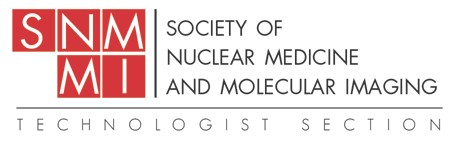 SNM
MI
SOCIETY OF
NUCLEAR MEDICINE
AND MOLECULAR IMAGING
TECHNOLOGIST SECTION